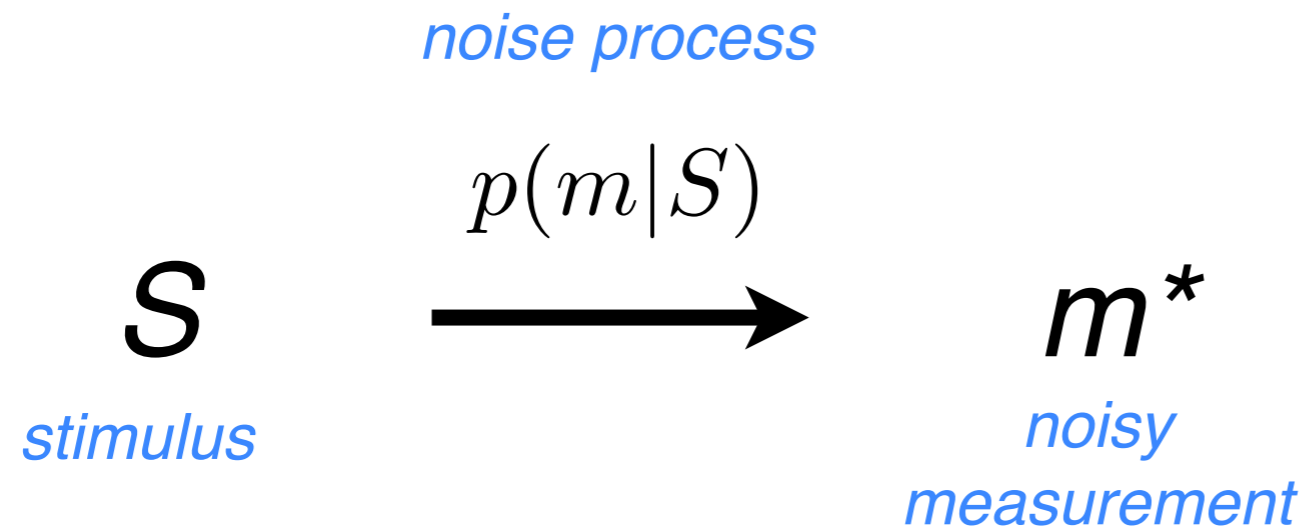 noise process
p(m|S)
S
m*
stimulus
noisy
measurement